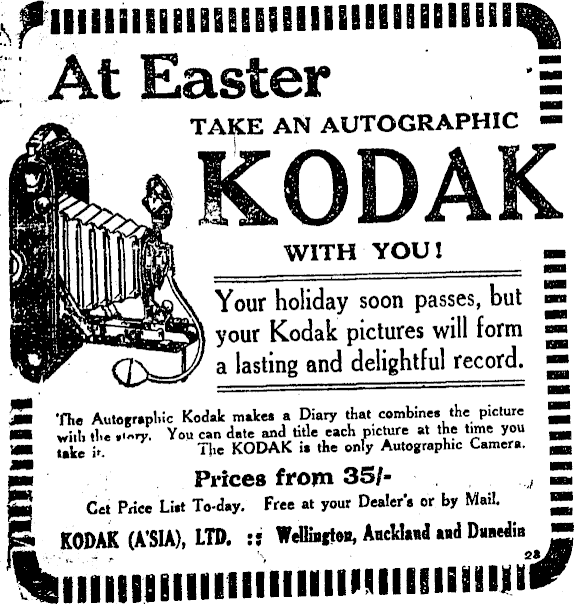 At Easter
TAKE AN AUTOGRAPHIC
KODAK
WITH YOU!
Your holiday soon passes, but
your Kodak pictures will form
a lasting and delightful record.
The Autographic Kodak makes a Diary that combines the picture
with the story. You can date and title each picture at the time you
take it. The KODAK is the only Autographic Camera.
Prices from 35/-
Get Price List To-day. Free at your Dealer's or by Mail.
KODAK (A'SIA), LTD. :: Wellington, Auckland and Dunedin
28